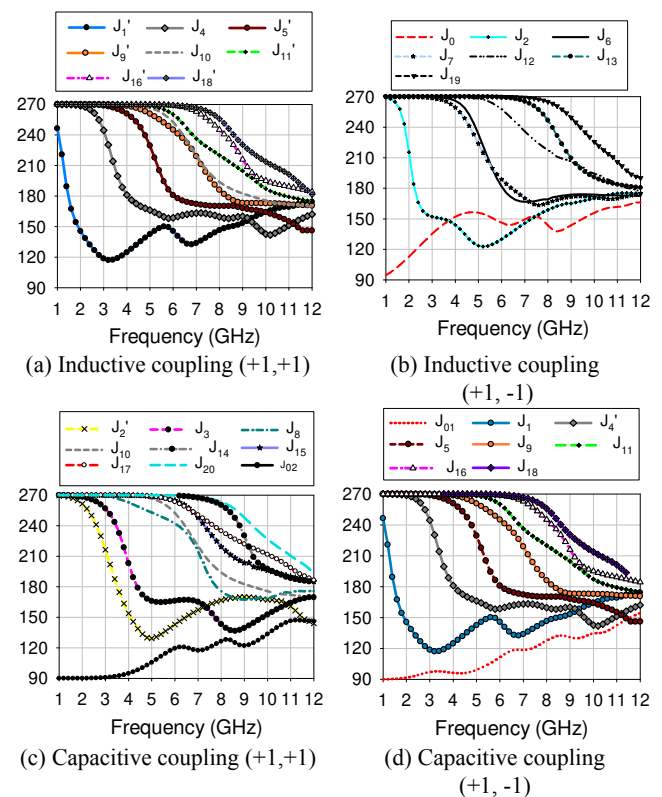 J1' J4 J5'
J9' J10 J11'
J16' J18'
270
240
210
180
150
120
90
1 2 3 4 5 6 7 8 9 10 11 12
Frequency (GHz)
(a) Inductive coupling (+1,+1)
J0 J2 J6
J7 J12 J13
J19
270
240
210
180
150
120
90
1 2 3 4 5 6 7 8 9 10 11 12
Frequency (GHz)
(b) Inductive coupling
(+1, -1)
J2' J3 J8
J10 J14 J15
J17 J20 J02
270
240
210
180
150
120
90
1 2 3 4 5 6 7 8 9 10 11 12
Frequency (GHz)
(c) Capacitive coupling (+1,+1)
J01 J1 J4'
J5 J9 J11
J16 J18
270
240
210
180
150
120
90
1 2 3 4 5 6 7 8 9 10 11 12
Frequency (GHz)
(d) Capacitive coupling
(+1, -1)